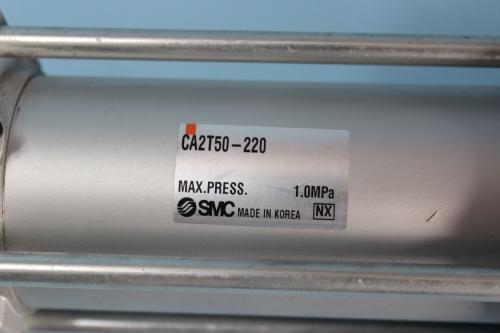 CA2T50-220
MAX.PRESS. 1.0MPa
SMC MADE IN KOREA NX